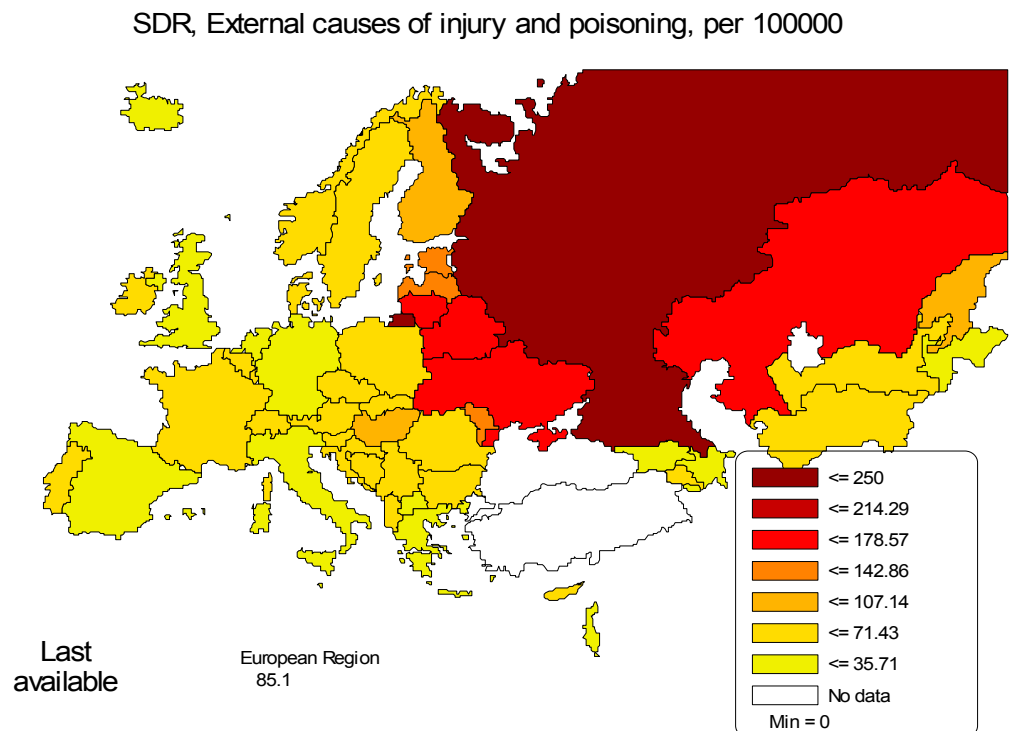 SDR, External causes of injury and poisoning, per 100000
<= 250
<= 214.29
<= 178.57
<= 142.86
<= 107.14
<= 71.43
<= 35.71
No data
Min = 0
Last
available
European Region
85.1